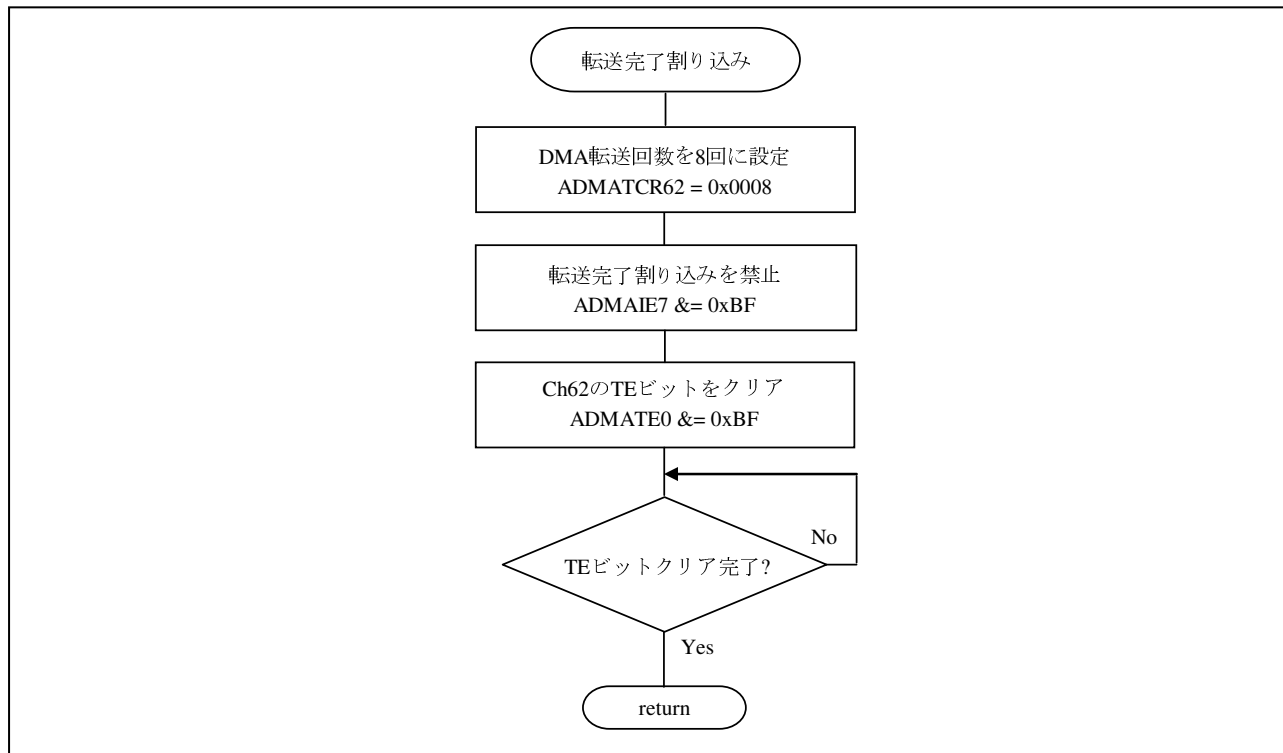 転送完了割り込み
DMA転送回数を8回に設定
ADMATCR62 = 0x0008
転送完了割り込みを禁止
ADMAIE7 &= 0xBF
Ch62のTEビットをクリア
ADMATE0 &= 0xBF
No
TEビットクリア完了?
Yes
return